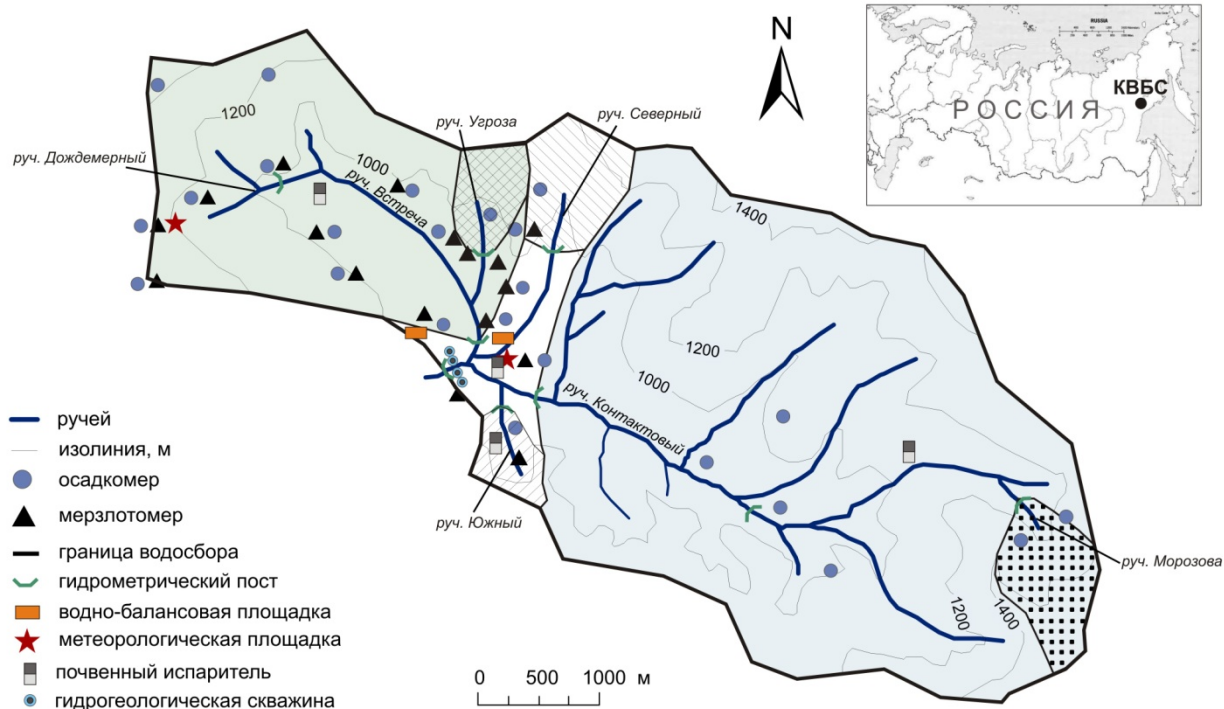 N
RUSSIA
КВБС
РОССИЯ
руч. Угроза
руч. Северный
руч. Дождемерный
1200
1000
руч. Встреча
1400
1200
1000
руч. Контактовый
руч. Южный
руч. Морозова
1200
1400
ручей
изолиния, м
осадкомер
мерзлотомер
граница водосбора
гидрометрический пост
водно-балансовая площадка
метеорологическая площадка
почвенный испаритель
гидрогеологическая скважина
0 500 1000 м